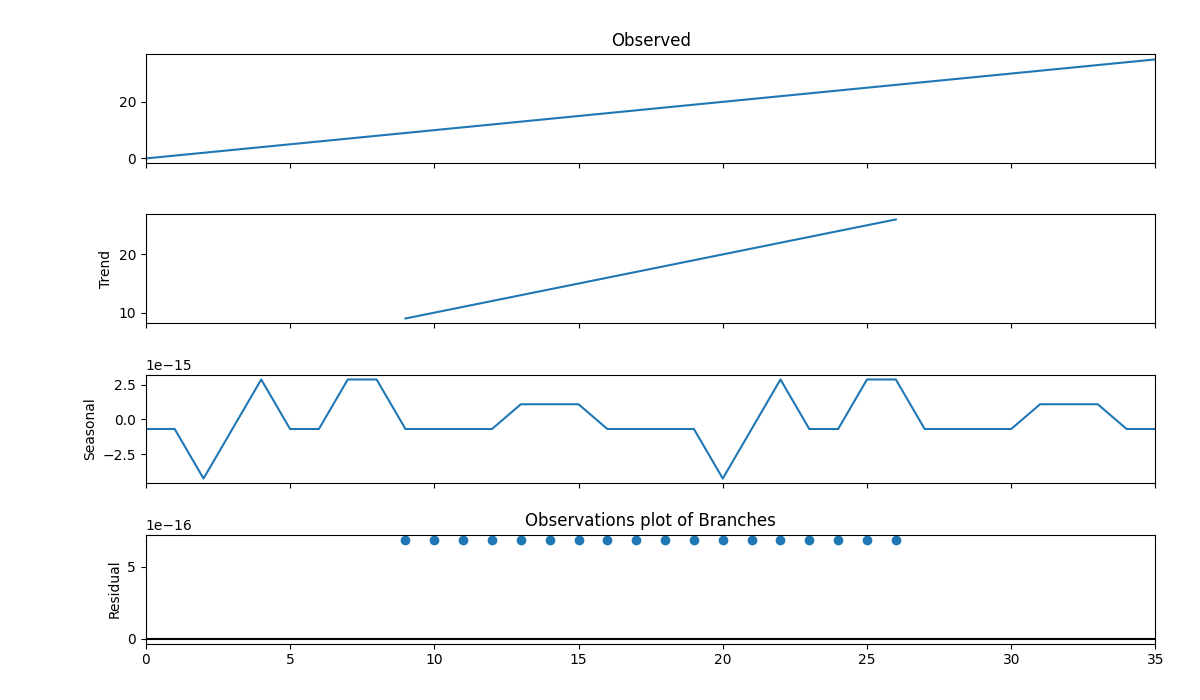 Observed
20
0
Trend
20
10
1e−15
Seasonal
2.5
0.0
−2.5
Observations plot of Branches
1e−16
Residual
5
0
0 5 10 15 20 25 30 35